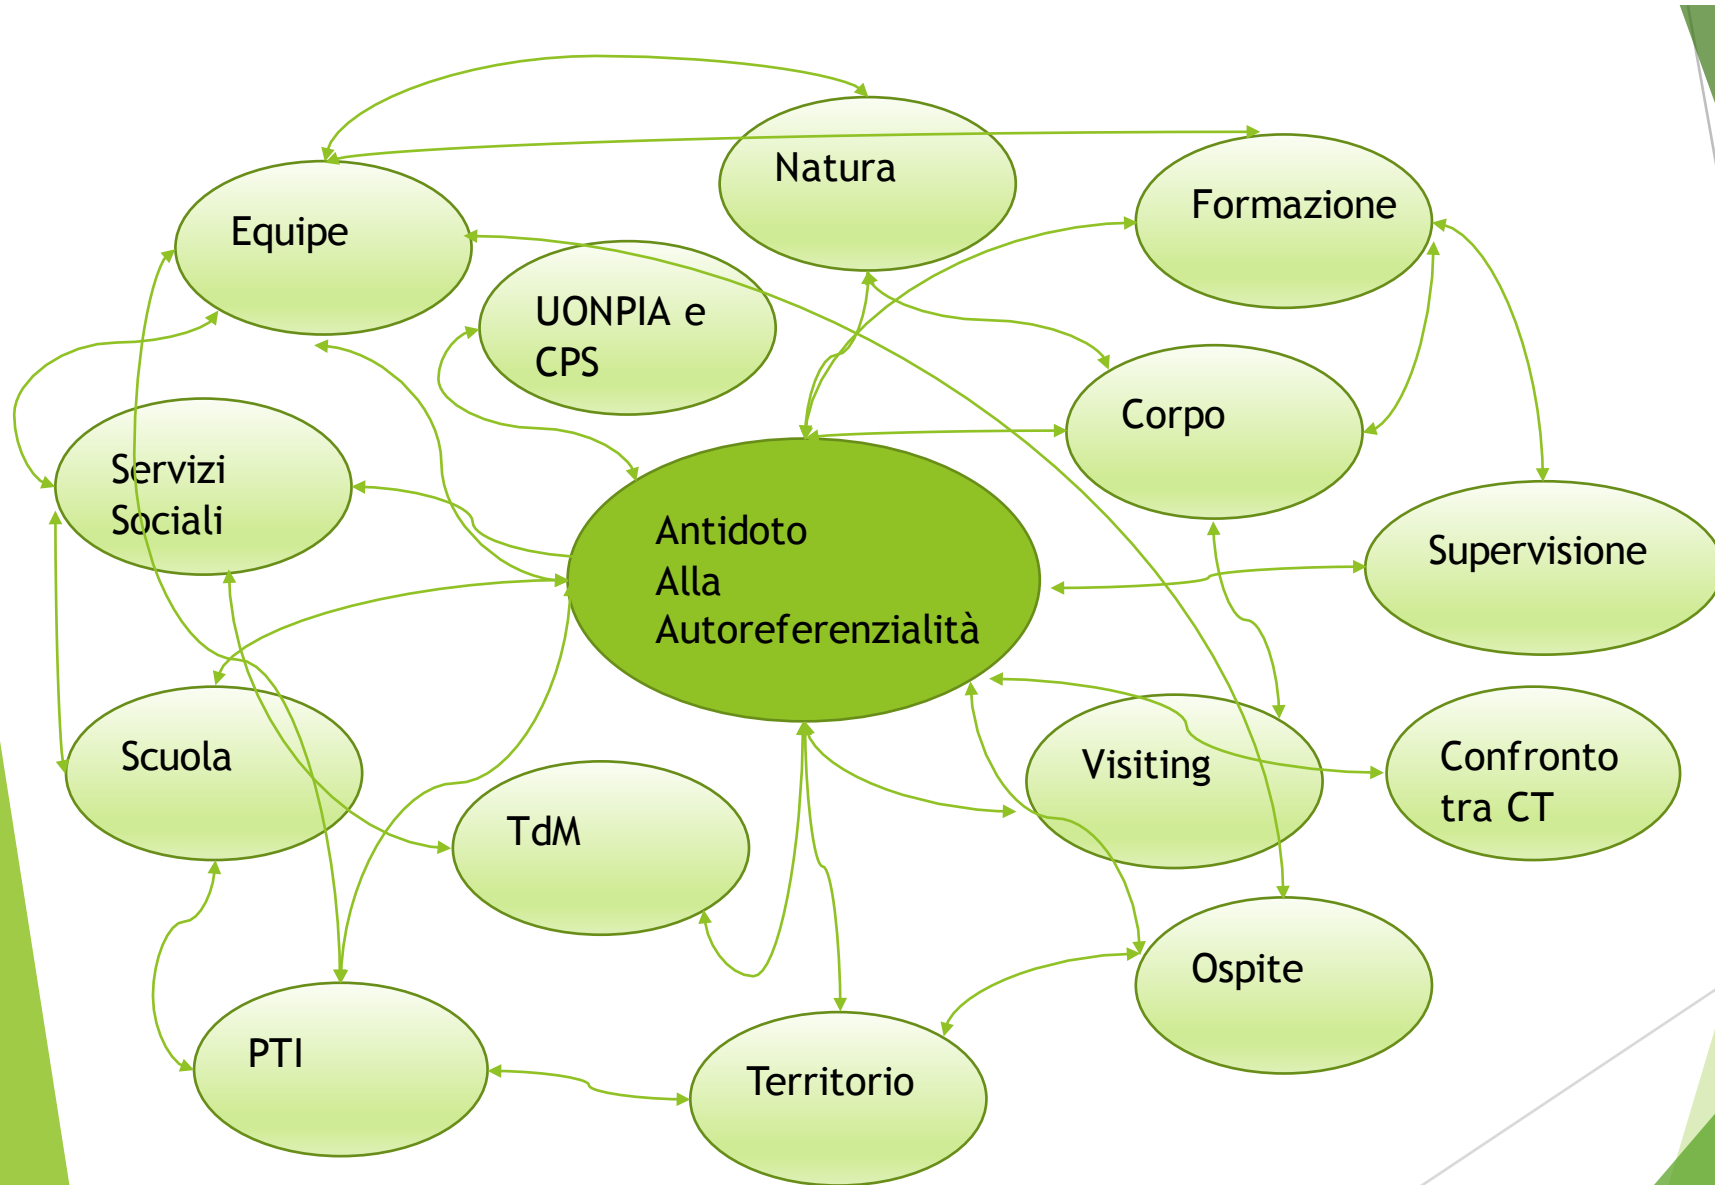 Natura
Formazione
Equipe
UONPIA e
CPS
Corpo
Servizi
Sociali
Antidoto
Alla
Autoreferenzialità
Supervisione
Scuola
TdM
Visiting
Confronto
tra CT
Ospite
PTI
Territorio